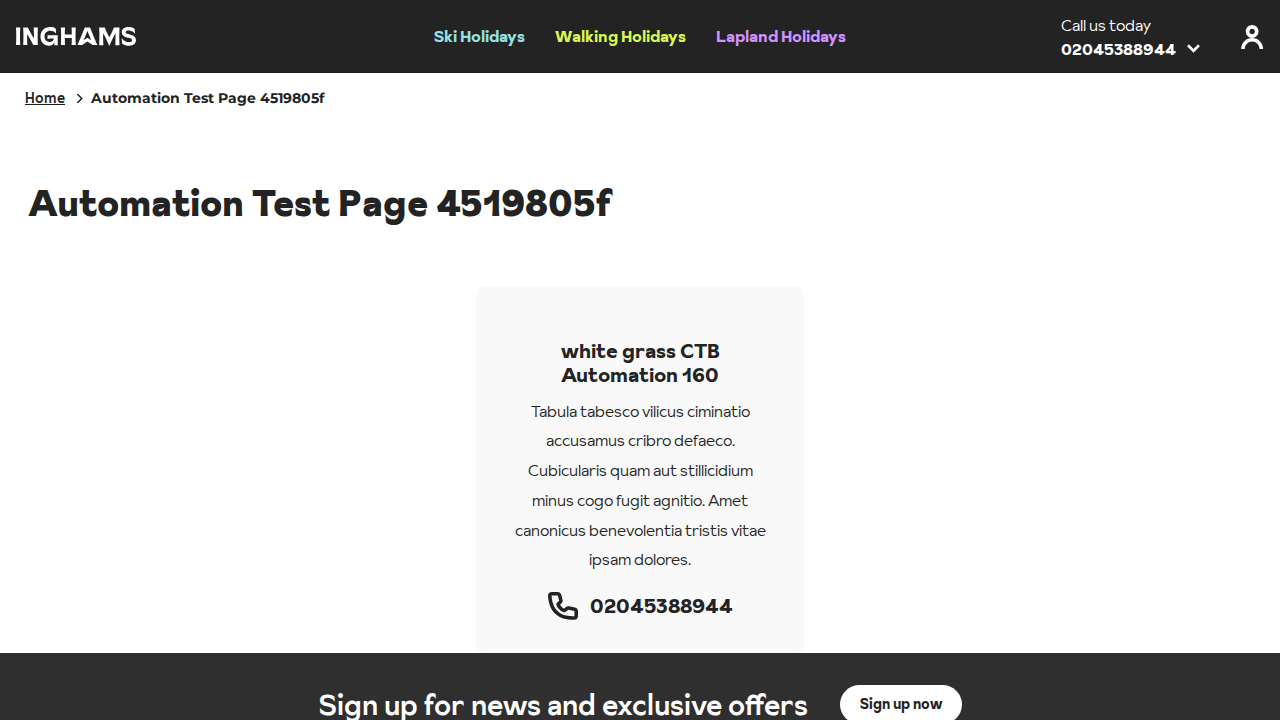 INGHAMS
Ski Holidays Walking Holidays Lapland Holidays
Call us today
02045388944
Home > Automation Test Page 4519805f
Automation Test Page 4519805f
white grass CTB
Automation 160
Tabula tabesco vilicus ciminatio
accusamus cribro defaeco.
Cubicularis quam aut stillicidium
minus cogo fugit agnitio. Amet
canonicus benevolentia tristis vitae
ipsam dolores.
02045388944
Sign up for news and exclusive offers
Sign up now